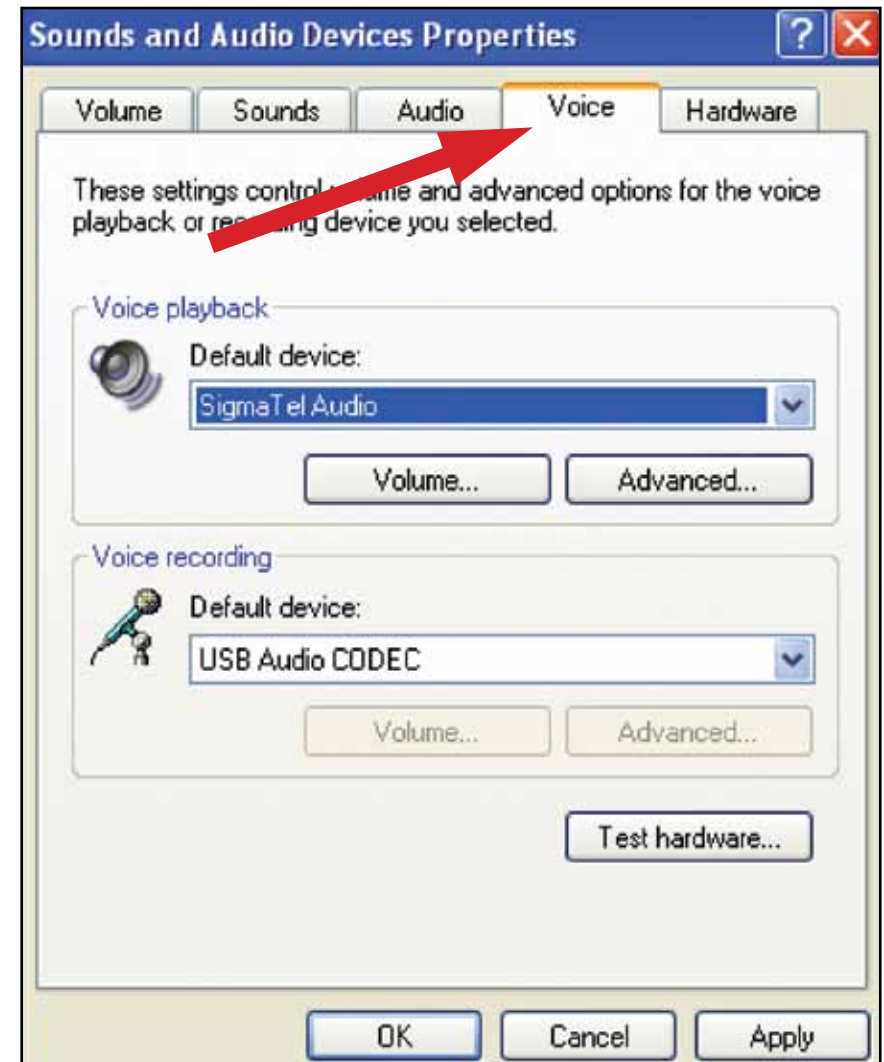 Sounds and Audio Devices Properties
Volume Sounds Audio Voice Hardware
These settings control volume and advanced options for the voice
playback or recording device you selected.
Voice playback
Default device:
SigmaTel Audio
Volume... Advanced...
Voice recording
Default device:
USB Audio CODEC
Volume... Advanced...
Test hardware...
OK Cancel Apply